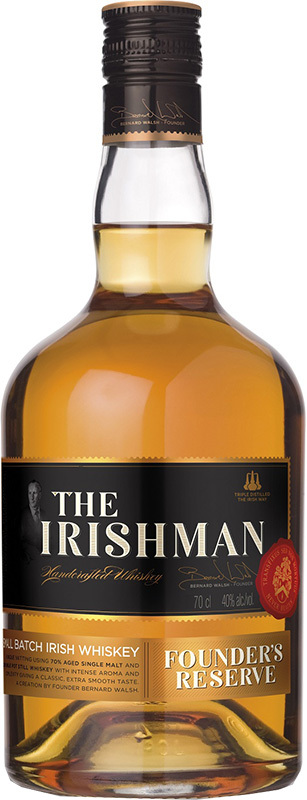 BERNARD WALSH - FOUNDER
TRIPLE DISTILLED
THE IRISH WAY
THE
IRISHMAN
Handcrafted Whiskey
BERNARD WALSH - FOUNDER
70 cl 40% alc/vol
BATCH IRISH WHISKEY
FOUNDER'S
RESERVE
USING 70% AGED SINGLE MALT AND
STILL WHISKEY WITH INTENSE AROMA AND
A CLASSIC, EXTRA SMOOTH TASTE.
A CREATION BY FOUNDER BERNARD WALSH.